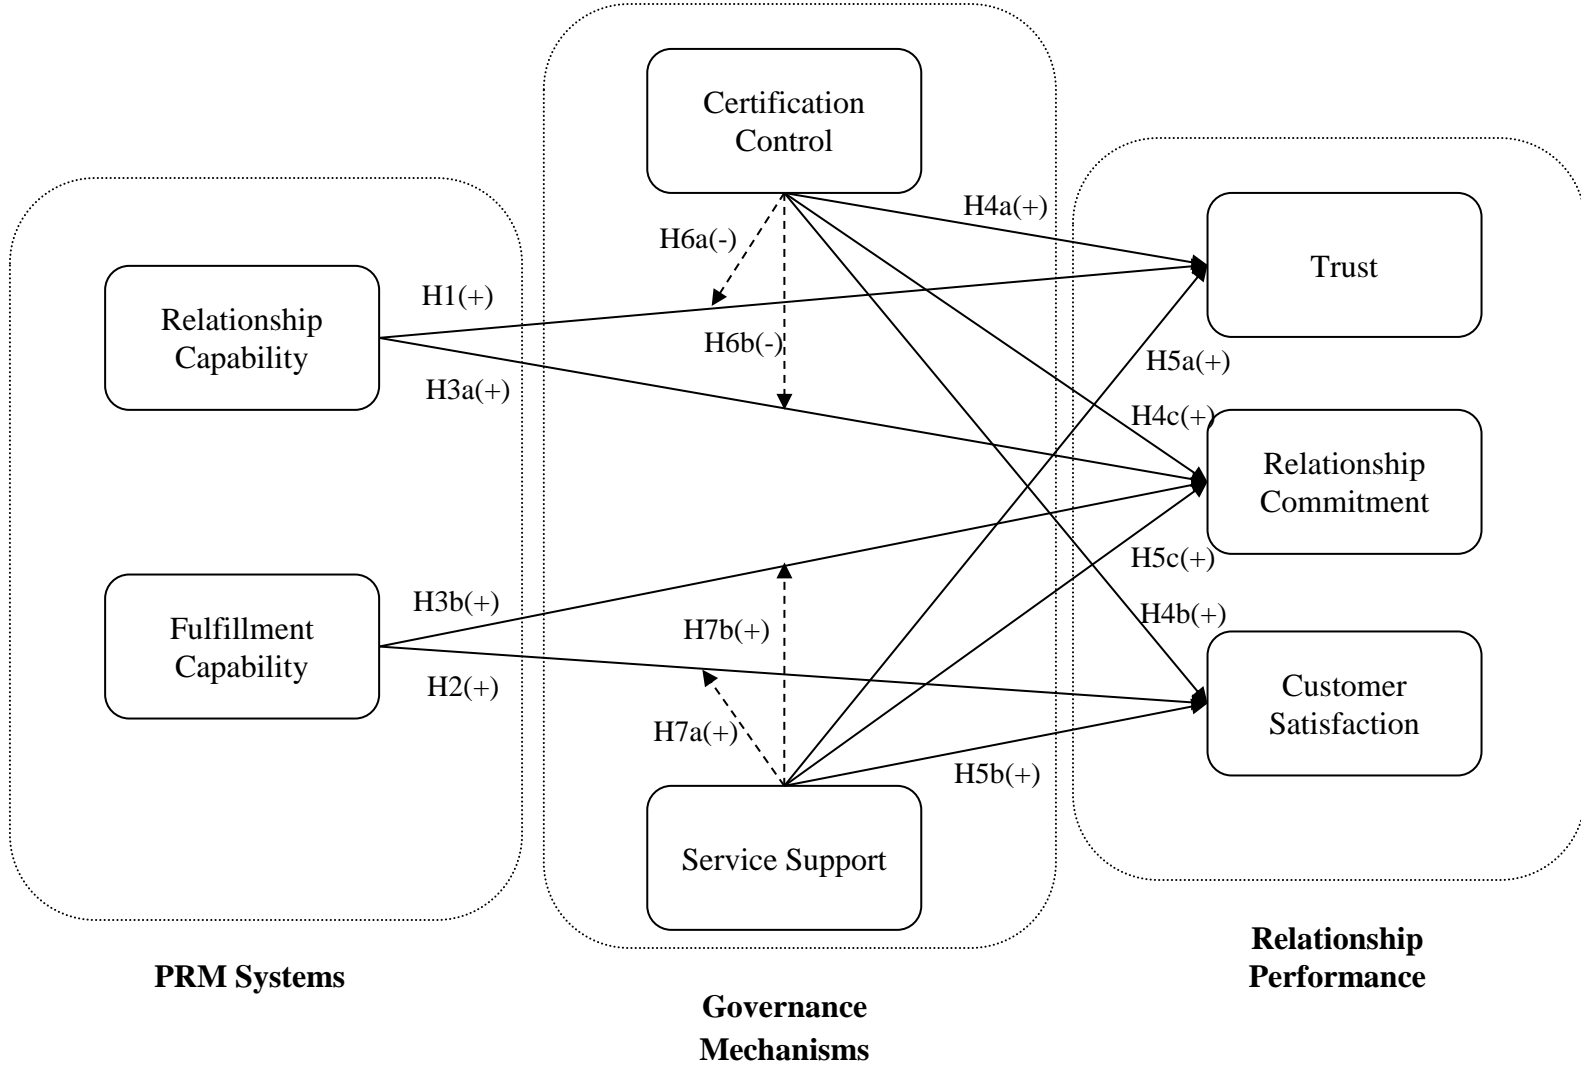 Certification
Control
H4a(+)
H6a(-)
Trust
H1(+)
Relationship
Capability
H6b(-)
H5a(+)
H3a(+)
H4c(+)
Relationship
Commitment
H5c(+)
H3b(+)
H4b(+)
Fulfillment
Capability
H7b(+)
H2(+)
Customer
Satisfaction
H7a(+)
H5b(+)
Service Support
Relationship
Performance
PRM Systems
Governance
Mechanisms